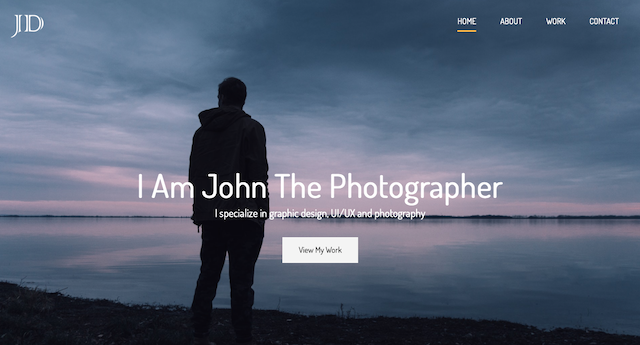 JD
HOME ABOUT WORK CONTACT
I Am John The Photographer
I specialize in graphic design, UI/UX and photography
View My Work